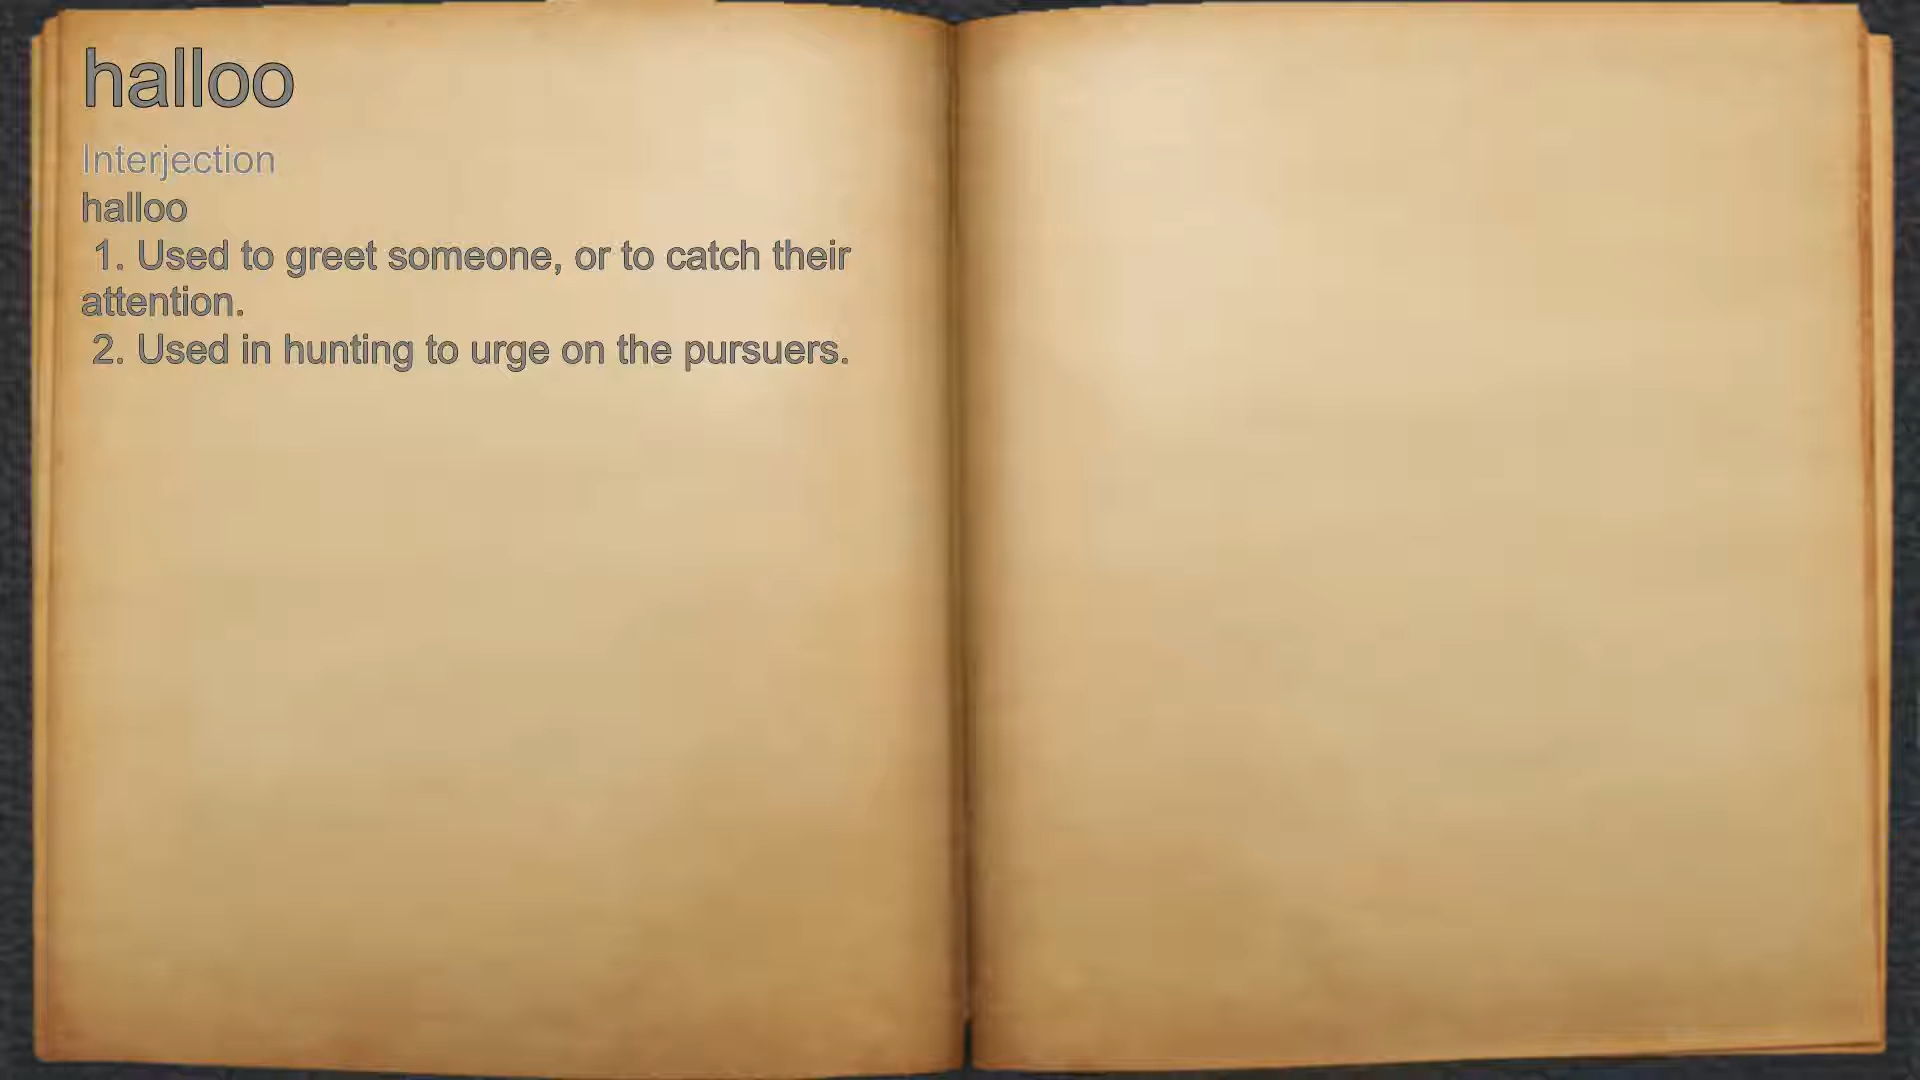 halloo
Interjection
halloo
1. Used to greet someone, or to catch their
attention.
2. Used in hunting to urge on the pursuers.